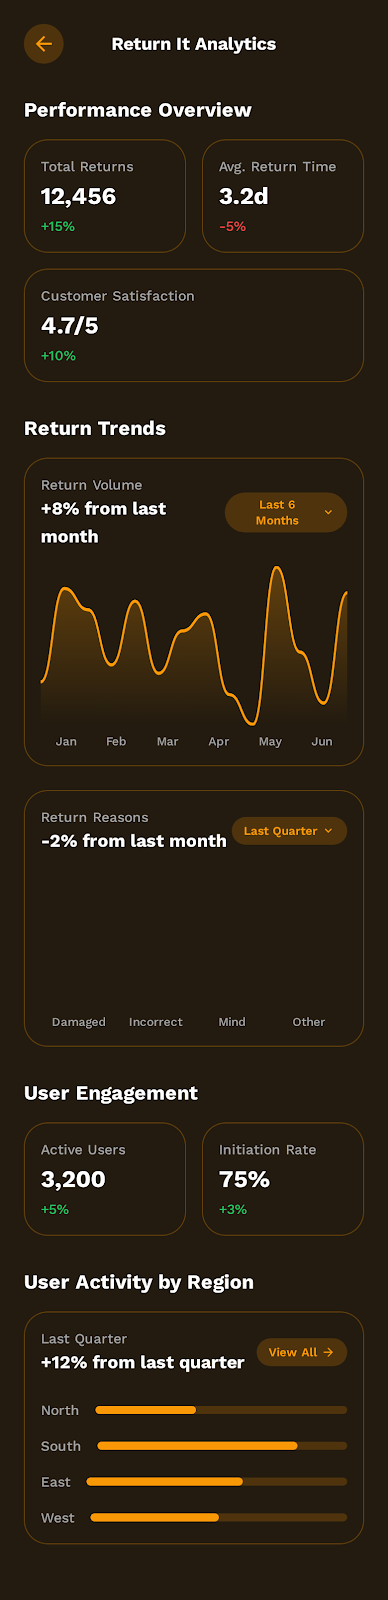 Return It Analytics
Performance Overview
Total Returns
12,456
+15%
Avg. Return Time
3.2d
-5%
Customer Satisfaction
4.7/5
+10%
Return Trends
Return Volume
+8% from last
month
Last 6
Months
Jan Feb Mar Apr May Jun
Return Reasons
-2% from last month
Last Quarter
Damaged Incorrect Mind Other
User Engagement
Active Users
3,200
+5%
Initiation Rate
75%
+3%
User Activity by Region
Last Quarter
+12% from last quarter
View All
North
South
East
West